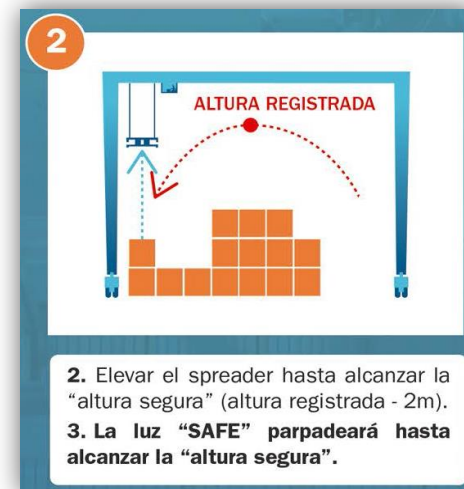 2
ALTURA REGISTRADA
2. Elevar el spreader hasta alcanzar la
“altura segura” (altura registrada - 2m).
3. La luz “SAFE” parpadeará hasta
alcanzar la “altura segura”.